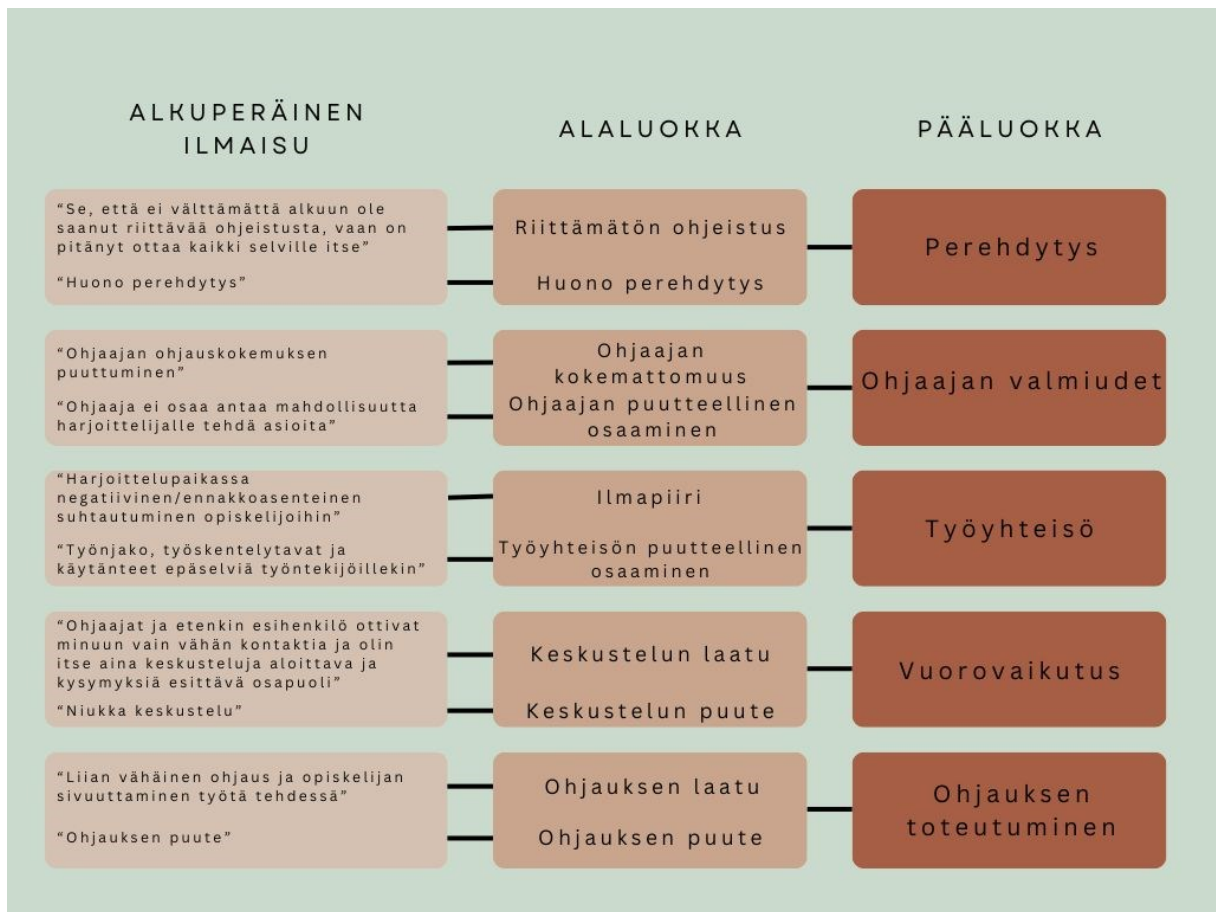 ALKUPERÄINEN
ILMAISU
ALALUOKKA
PÄÄLUOKKA
“Se, että ei välttämättä alkuun ole
saanut riittävää ohjeistusta, vaan on
pitänyt ottaa kaikki selville itse”
“Huono perehdytys”
Riittämätön ohjeistus
Huono perehdytys
Perehdytys
“Ohjaajan ohjauskokemuksen
puuttuminen”
“Ohjaaja ei osaa antaa mahdollisuutta
harjoittelijalle tehdä asioita”
Ohjaajan
kokemattomuus
Ohjaajan puutteellinen
osaaminen
Ohjaajan valmiudet
“Harjoittelupaikassa
negatiivinen/ennakkoasenteinen
suhtautuminen opiskelijoihin”
“Työnjako, työskentelytavat ja
käytänteet epäselviä työntekijöillekin”
Ilmapiiri
Työyhteisön puutteellinen
osaaminen
Työyhteisö
“Ohjaajat ja etenkin esihenkilö ottivat
minuun vain vähän kontaktia ja olin
itse aina keskusteluja aloittava ja
kysymyksiä esittävä osapuoli”
“Niukka keskustelu”
Keskustelun laatu
Keskustelun puute
Vuorovaikutus
“Liian vähäinen ohjaus ja opiskelijan
sivuuttaminen työtä tehdessä”
“Ohjauksen puute”
Ohjauksen laatu
Ohjauksen puute
Ohjauksen
toteutuminen